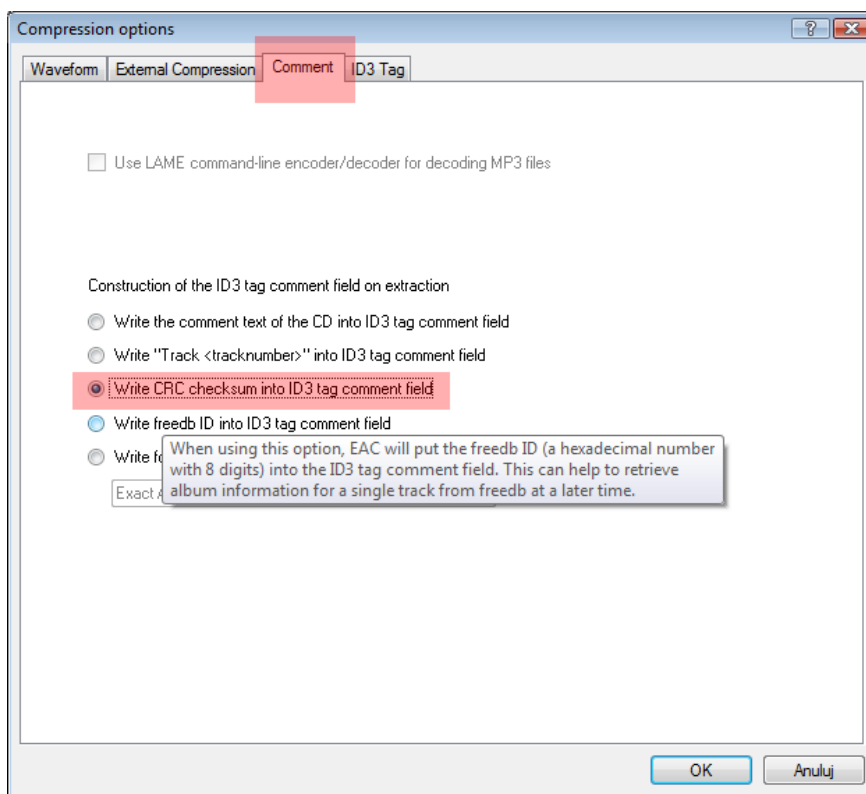 Compression options
Waveform External Compression Comment ID3 Tag
Use LAME command-line encoder/decoder for decoding MP3 files
Construction of the ID3 tag comment field on extraction
Write the comment text of the CD into ID3 tag comment field
Write "Track <tracknumber>" into ID3 tag comment field
Write CRC checksum into ID3 tag comment field
Write freedb ID into ID3 tag comment field
Write
When using this option, EAC will put the freedb ID (a hexadecimal number
with 8 digits) into the ID3 tag comment field. This can help to retrieve
album information for a single track from freedb at a later time.
Exact
OK Anuluj